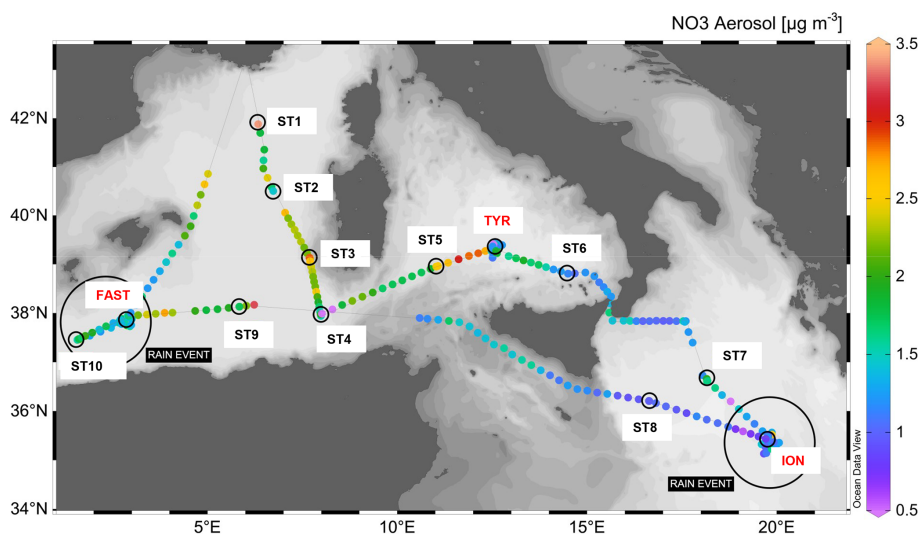 NO3 Aerosol [µg m⁻³]
42°N
40°N
38°N
36°N
34°N
5°E
10°E
15°E
20°E
ST1
ST2
ST3
ST4
ST5
TYR
ST6
FAST
ST9
ST10
RAIN EVENT
ST7
ST8
ION
RAIN EVENT
Ocean Data View
3.5
3
2.5
2
1.5
1
0.5